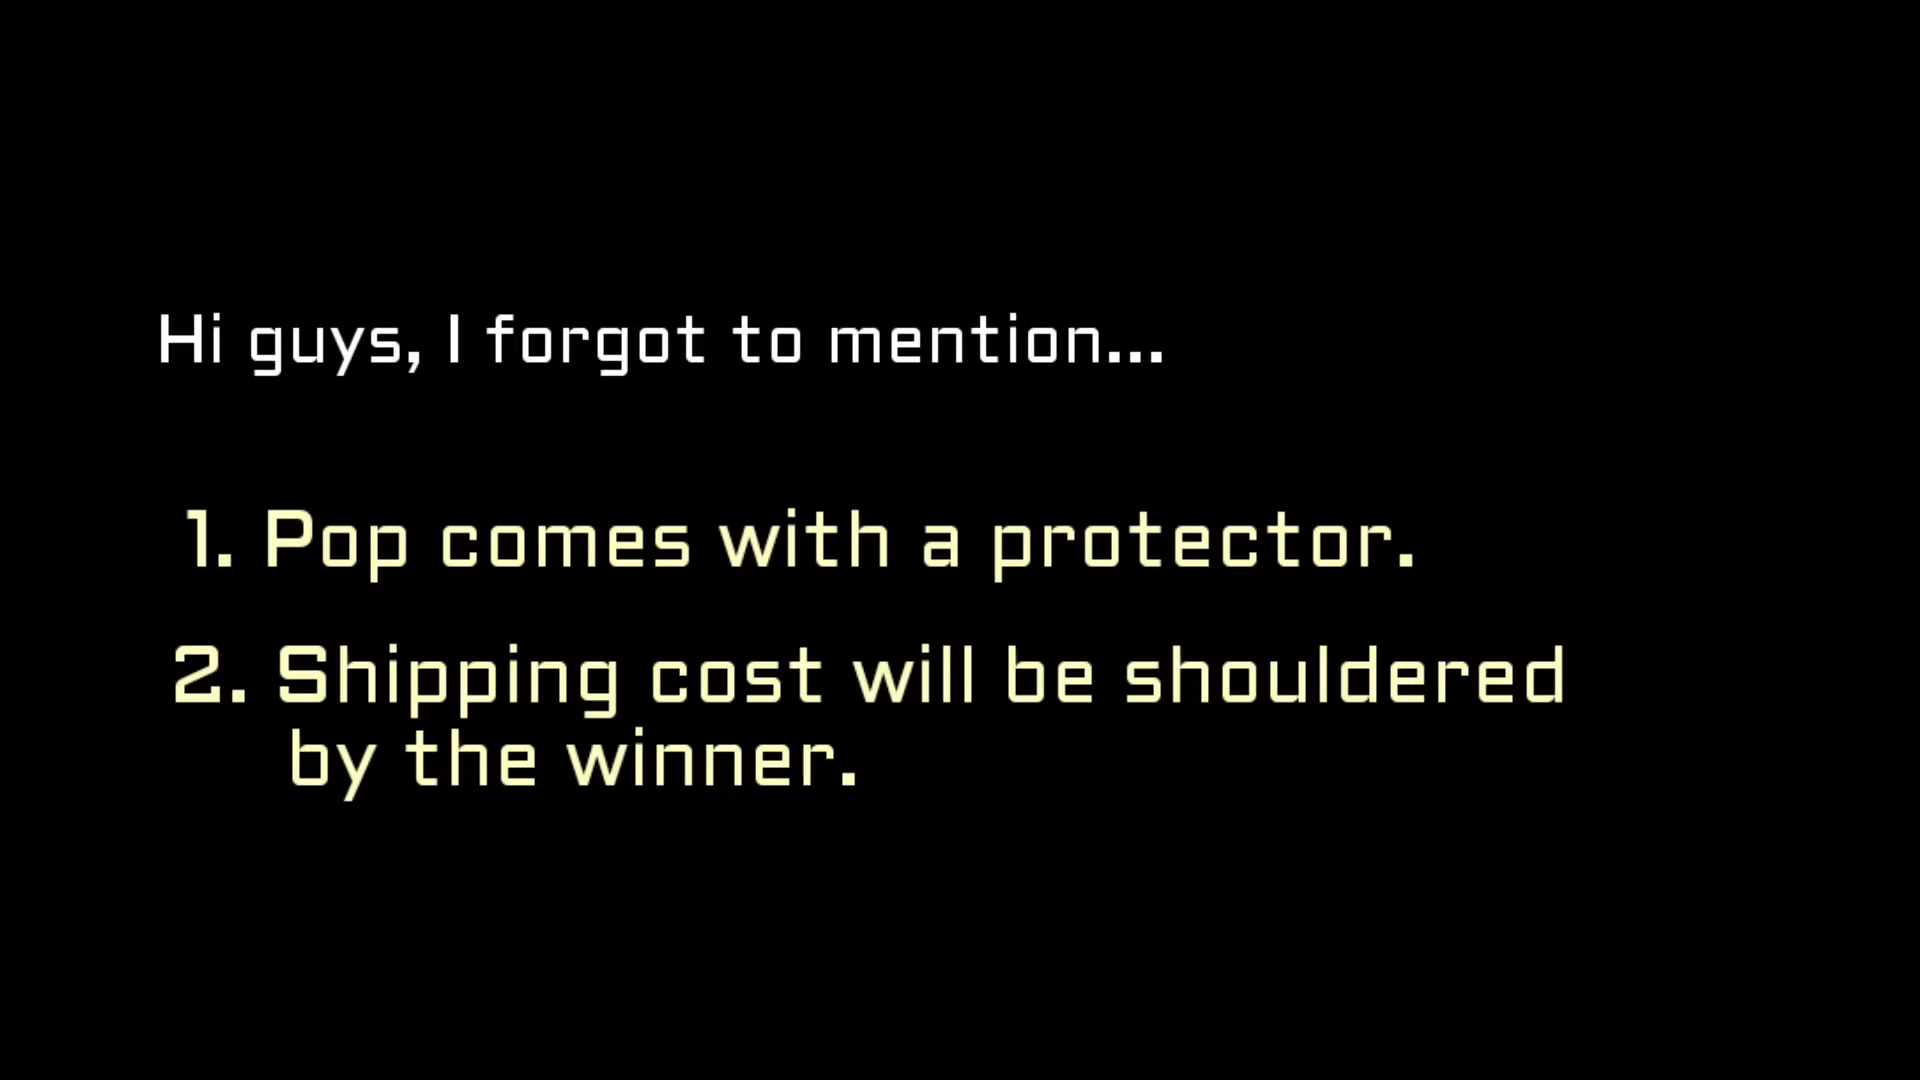 Hi guys, I forgot to mention...
1. Pop comes with a protector.
2. Shipping cost will be shouldered
by the winner.